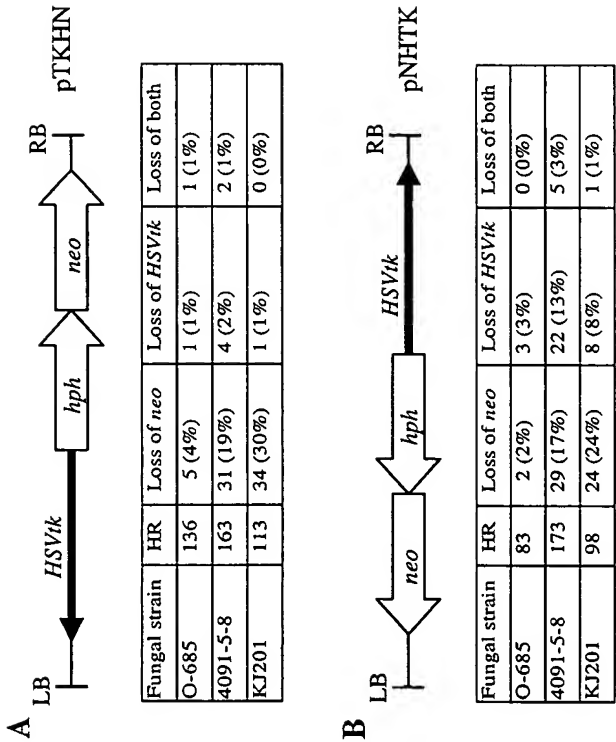 A
pTKHN
LB HSVtk hph neo RB
Fungal strain HR Loss of neo Loss of HSVtk Loss of both
O-685 136 5 (4%) 1 (1%) 1 (1%)
4091-5-8 163 31 (19%) 4 (2%) 2 (1%)
KJ201 113 34 (30%) 1 (1%) 0 (0%)
B
pNHTK
LB neo hph HSVtk RB
Fungal strain HR Loss of neo Loss of HSVtk Loss of both
O-685 83 2 (2%) 3 (3%) 0 (0%)
4091-5-8 173 29 (17%) 22 (13%) 5 (3%)
KJ201 98 24 (24%) 8 (8%) 1 (1%)